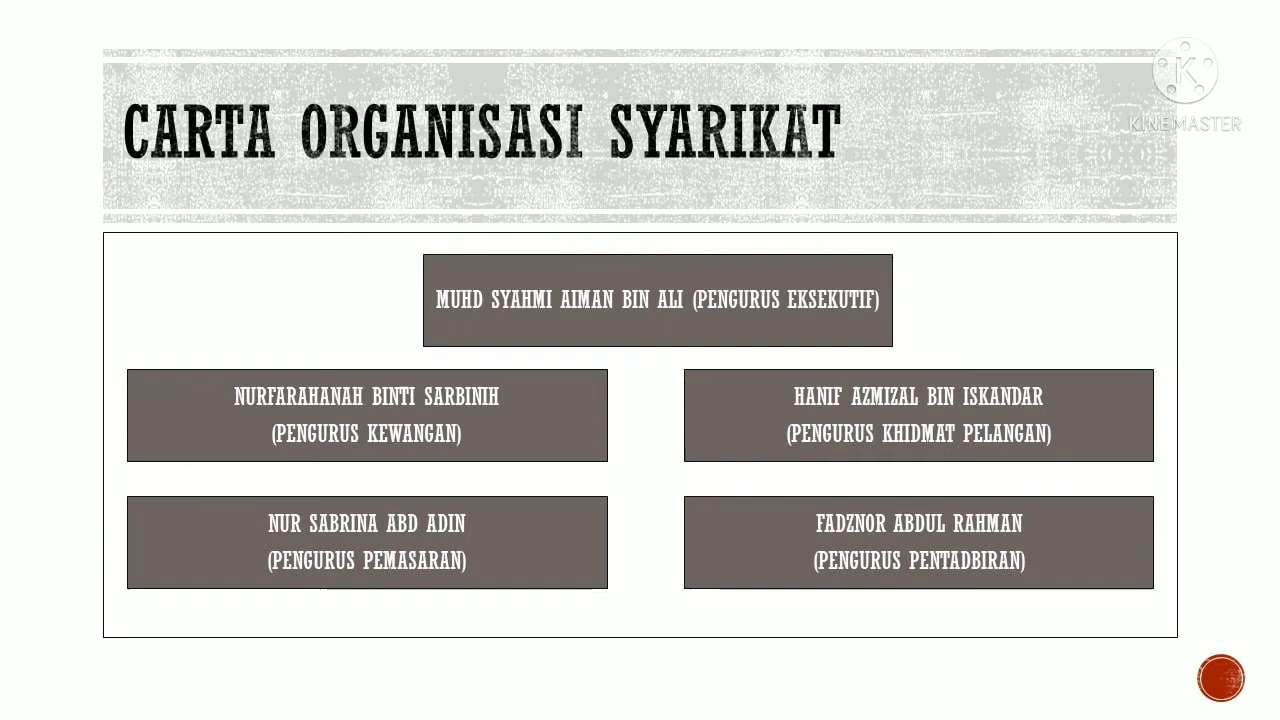 CARTA ORGANISASI SYARIKAT
K
KINEMASTER
MUHD SYAHMI AIMAN BIN ALI (PENGURUS EKSEKUTIF)
NURFARAHANAH BINTI SARBINIH
(PENGURUS KEWANGAN)
HANIF AZMIZAL BIN ISKANDAR
(PENGURUS KHIDMAT PELANGAN)
NUR SABRINA ABD ADIN
(PENGURUS PEMASARAN)
FADZNOR ABDUL RAHMAN
(PENGURUS PENTADBIRAN)